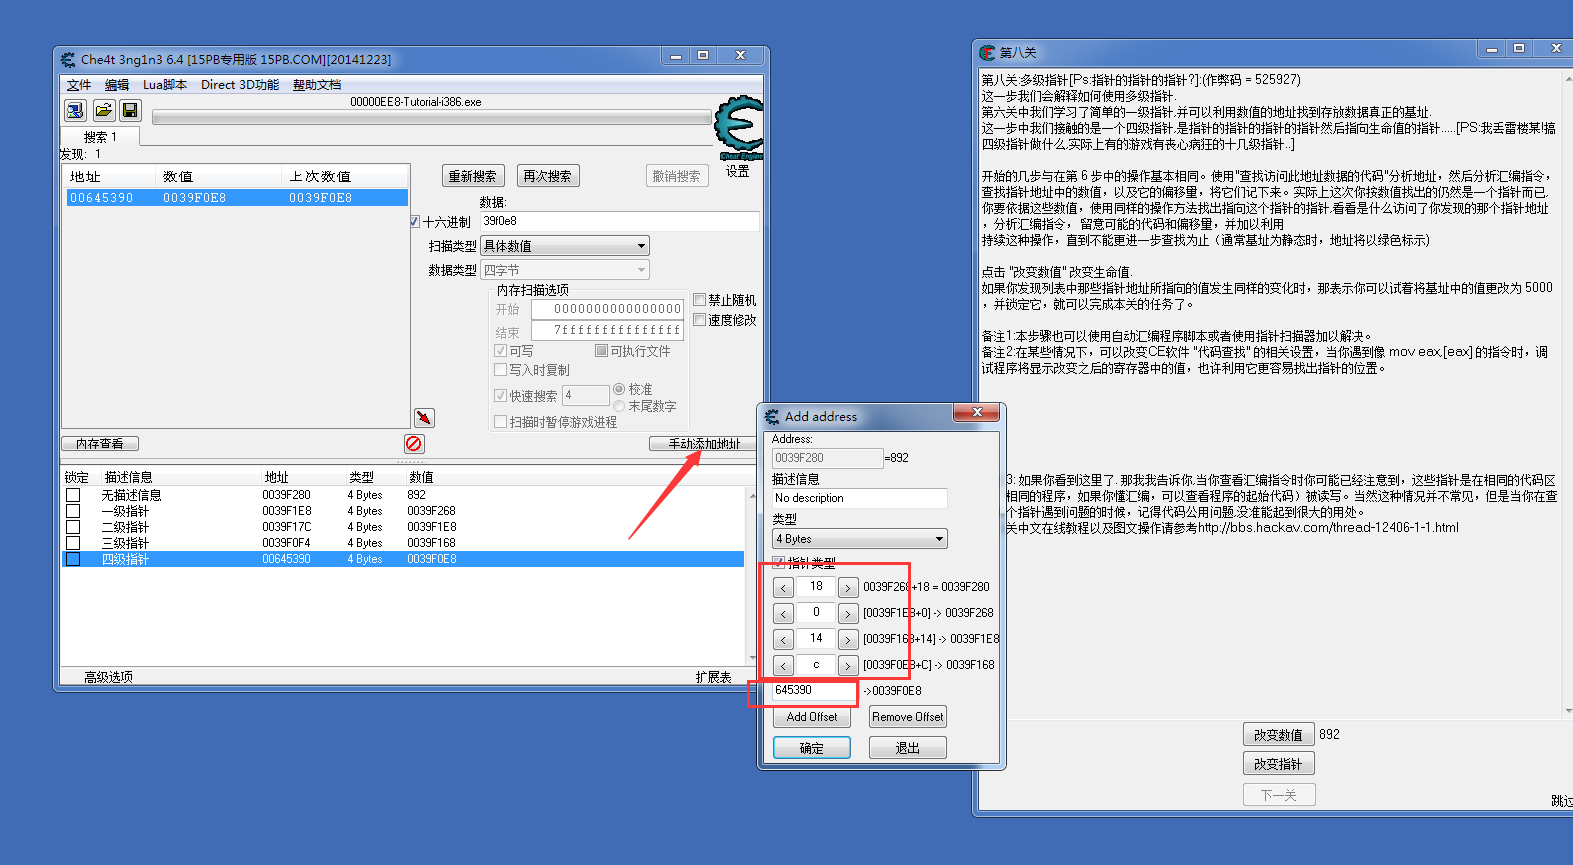 Che4t 3ng1n3 6.4 [15PB专用版 15PB.COM][20141223]
文件 编辑 Lua脚本 Direct 3D功能 帮助文档
00000EE8-Tutorial-i386.exe
搜索 1
发现: 1
地址 数值 上次数值
00645390 0039F0E8 0039F0E8
重新搜索 再次搜索 撤销搜索
Cheat Engine
设置
数据:
十六进制 39f0e8
扫描类型 具体数值
数据类型 四字节
内存扫描选项
开始 0000000000000000
结束 7fffffffffffffff
禁止随机
速度修改
可写 可执行文件
写入时复制
快速搜索 4 校准
末尾数字
扫描时暂停游戏进程
内存查看 手动添加地址
锁定 描述信息 地址 类型 数值
无描述信息 0039F280 4 Bytes 892
一级指针 0039F1E8 4 Bytes 0039F268
二级指针 0039F17C 4 Bytes 0039F1E8
三级指针 0039F0F4 4 Bytes 0039F168
四级指针 00645390 4 Bytes 0039F0E8
高级选项 扩展表
Add address
Address:
0039F280 =892
描述信息
No description
类型
4 Bytes
指针类型
< 18 > 0039F268+18 = 0039F280
< 0 > [0039F1E8+0] -> 0039F268
< 14 > [0039F168+14] -> 0039F1E8
< c > [0039F0E8+C] -> 0039F168
645390 ->0039F0E8
Add Offset Remove Offset
确定 退出
第八关
第八关:多级指针[Ps:指针的指针的指针?]:(作弊码 = 525927)
这一步我们会解释如何使用多级指针.
第六关中我们学习了简单的一级指针,并可以利用数值的地址找到存放数据真正的基址.
这一步中我们接触的是一个四级指针,是指针的指针的指针的指针然后指向生命值的指针.....[PS:我丢雷楼某!搞
四级指针做什么,实际上有的游戏有丧心病狂的十几级指针..]
开始的几步与在第 6 步中的操作基本相同。使用"查找访问此地址数据的代码"分析地址，然后分析汇编指令，
查找指针地址中的数值，以及它的偏移量，将它们记下来。实际上这次你按数值找出的仍然是一个指针而已,
你要依据这些数值，使用同样的操作方法找出指向这个指针的指针.看看是什么访问了你发现的那个指针地址
，分析汇编指令， 留意可能的代码和偏移量，并加以利用
持续这种操作，直到不能更进一步查找为止（通常基址为静态时，地址将以绿色标示)
点击 "改变数值" 改变生命值.
如果你发现列表中那些指针地址所指向的值发生同样的变化时，那表示你可以试着将基址中的值更改为 5000
，并锁定它，就可以完成本关的任务了。
备注1:本步骤也可以使用自动汇编程序脚本或者使用指针扫描器加以解决。
备注2:在某些情况下，可以改变CE软件 "代码查找" 的相关设置，当你遇到像 mov eax,[eax] 的指令时，调
试程序将显示改变之后的寄存器中的值，也许利用它更容易找出指针的位置。
3: 如果你看到这里了. 那我我告诉你.当你查看汇编指令时你可能已经注意到，这些指针是在相同的代码区
相同的程序，如果你懂汇编，可以查看程序的起始代码）被读写。当然这种情况并不常见，但是当你在查
个指针遇到问题的时候，记得代码公用问题,没准能起到很大的用处。
关中文在线教程以及图文操作请参考http://bbs.hackav.com/thread-12406-1-1.html
改变数值 892
改变指针
下一关
跳过